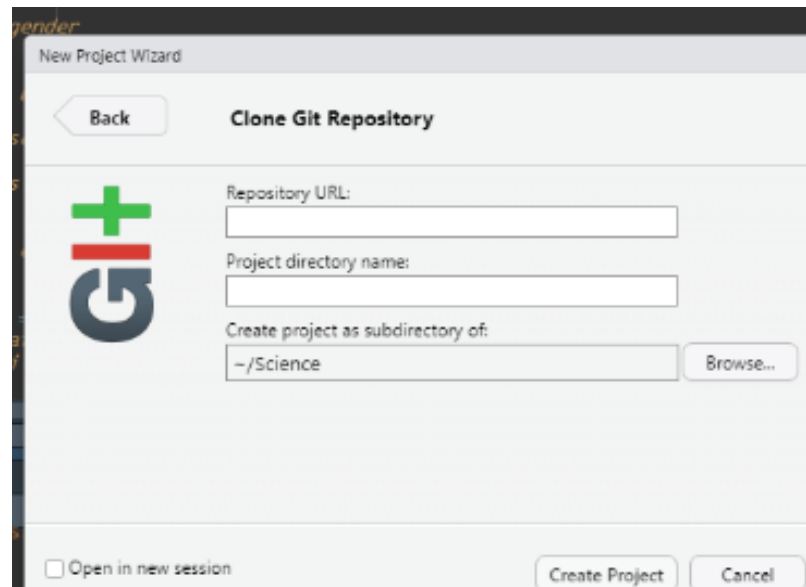 gender
New Project Wizard
Back
Clone Git Repository
GIt
Repository URL:
Project directory name:
Create project as subdirectory of:
~/Science
Browse...
Open in new session
Create Project
Cancel